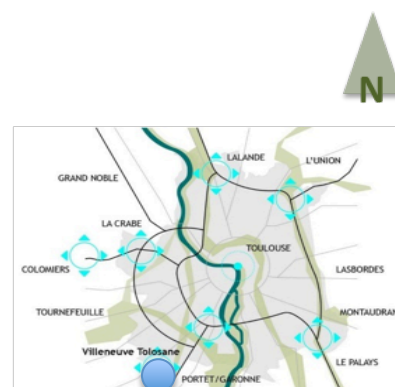 N
LALANDE
L'UNION
GRAND NOBLE
LA CRABE
TOULOUSE
COLOMIERS
LASBORDES
TOURNEFEUILLE
MONTAUDRAN
Villeneuve Tolosane
LE PALAYS
PORTET/GARONNE